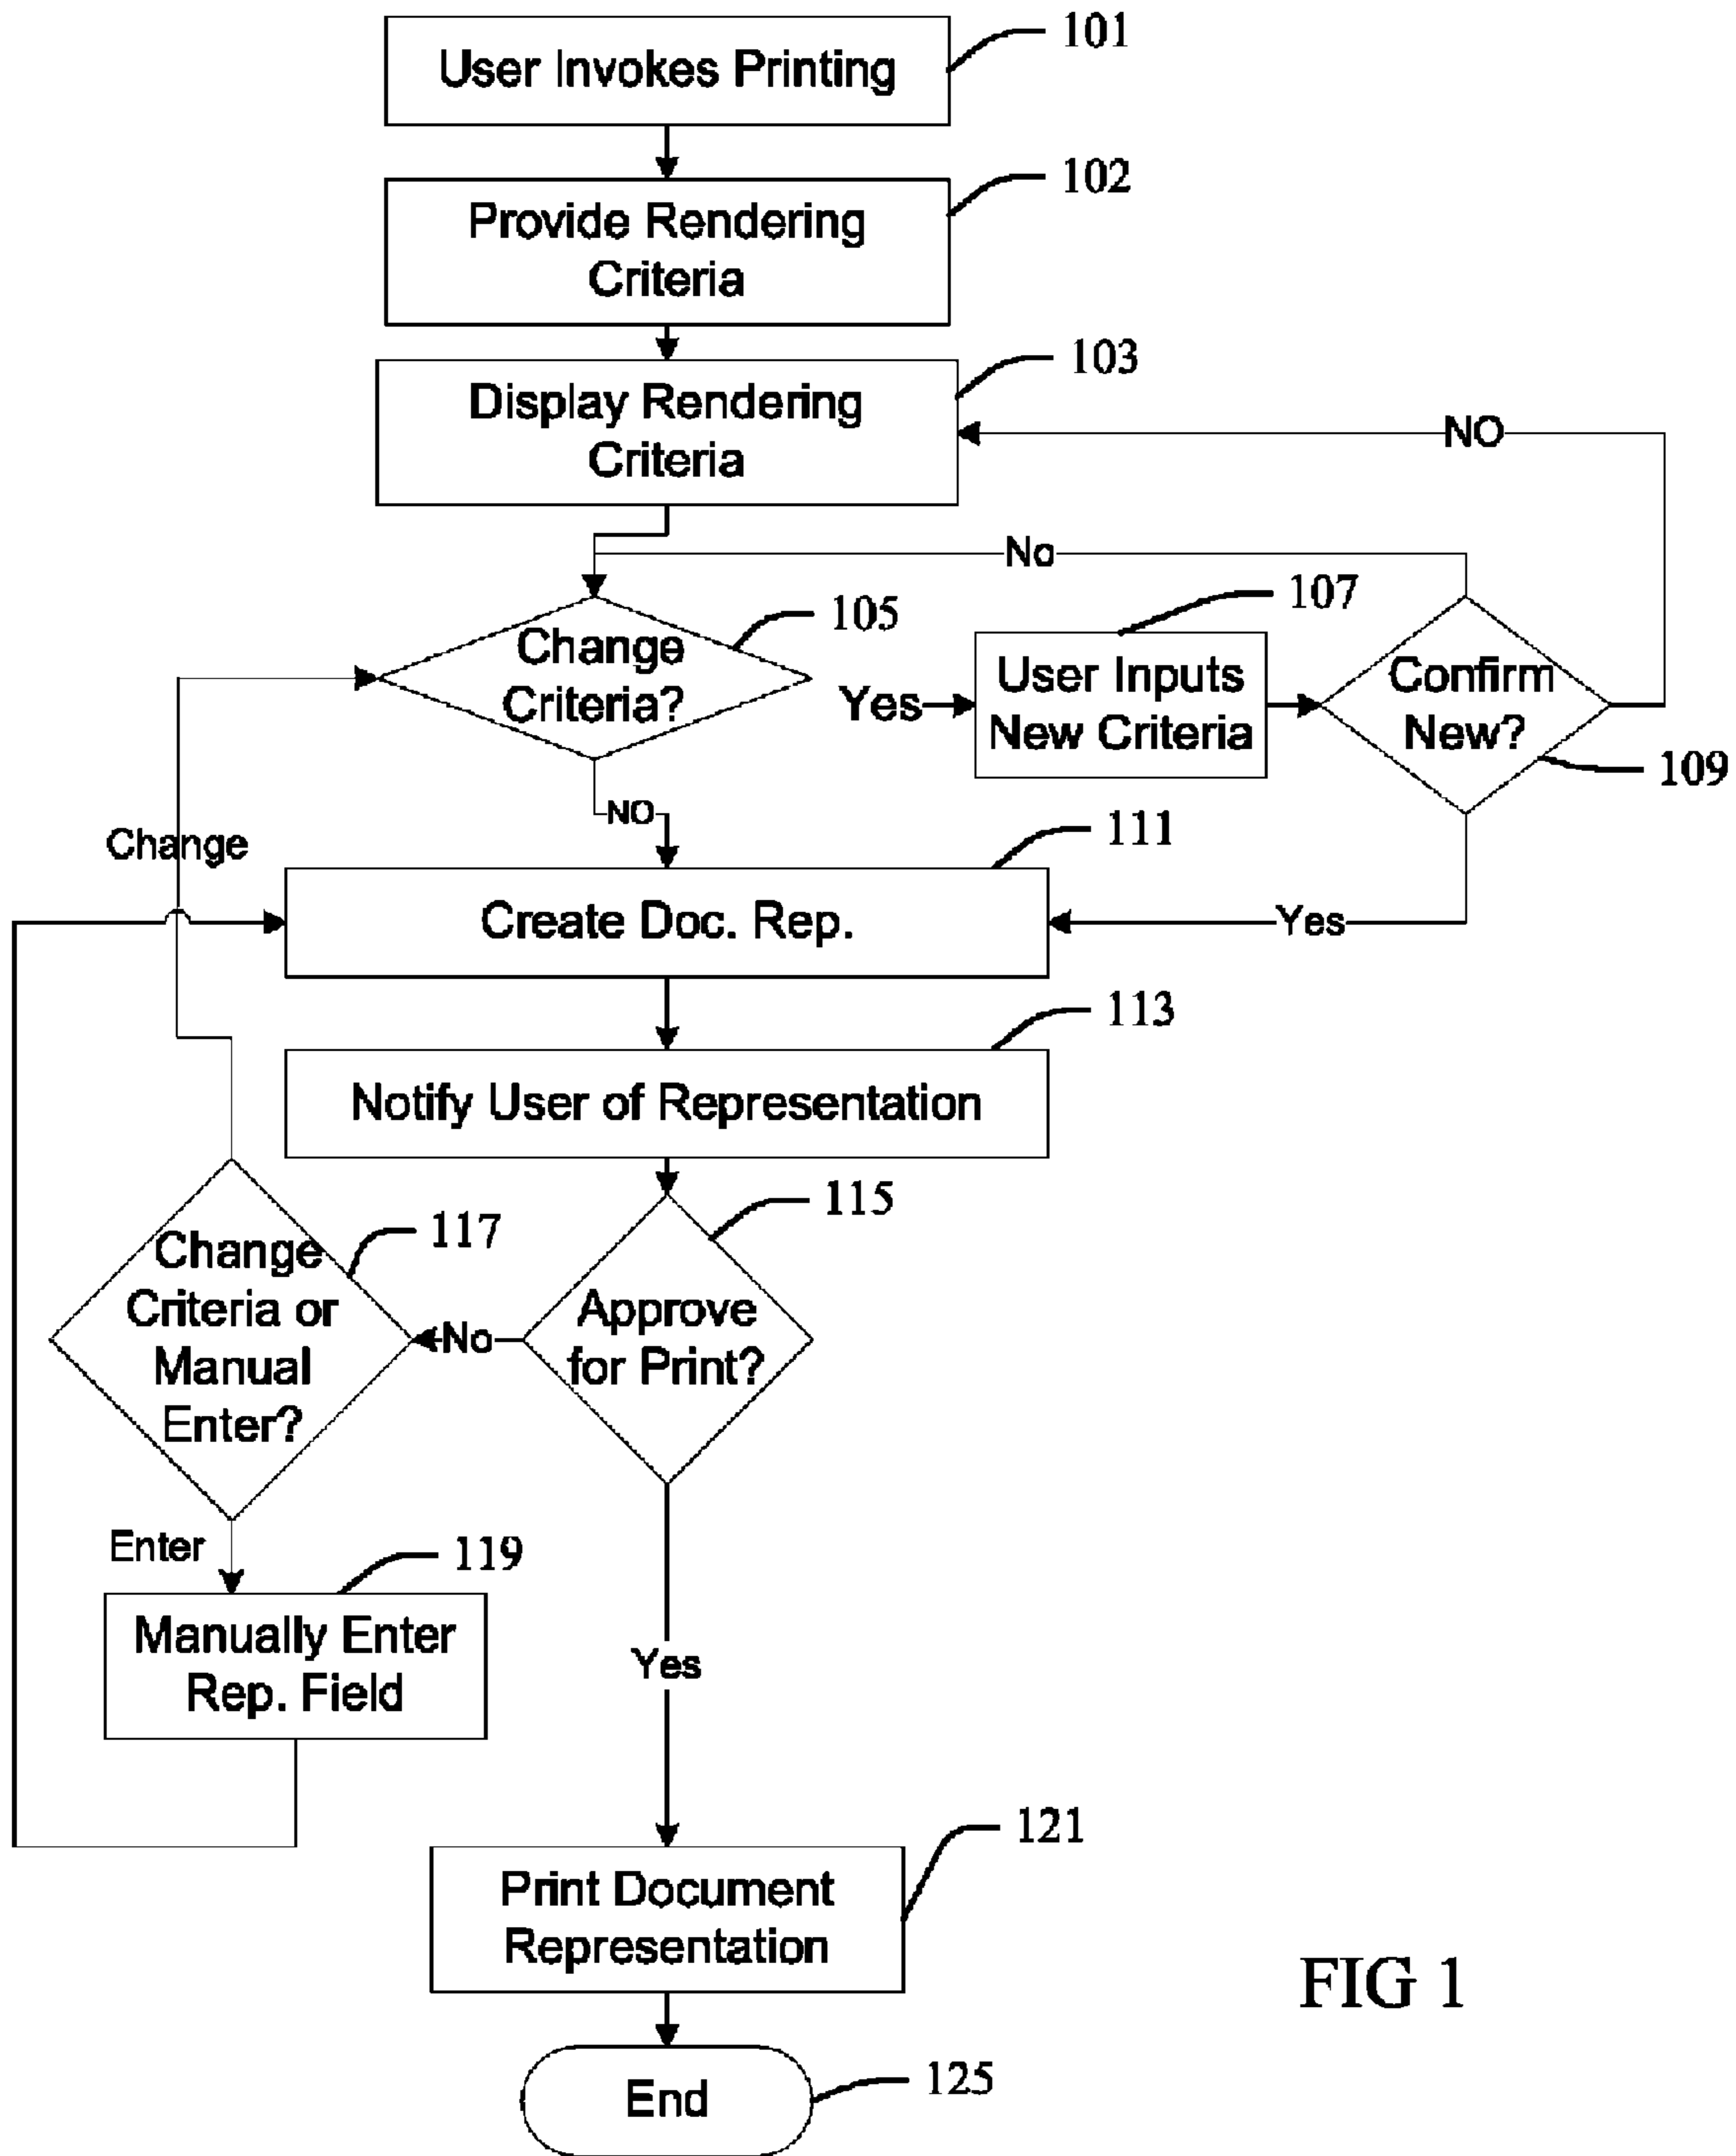 101
User Invokes Printing
102
Provide Rendering
Criteria
103
Display Rendering
Criteria
NO
No
105
Change
Criteria?
Yes
107
User Inputs
New Criteria
Confirm
New?
109
NO
Change
111
Create Doc. Rep.
Yes
113
Notify User of Representation
115
117
Change
Criteria or
Manual
Enter?
No
Approve
for Print?
Enter
119
Manually Enter
Rep. Field
Yes
121
Print Document
Representation
FIG 1
End
125